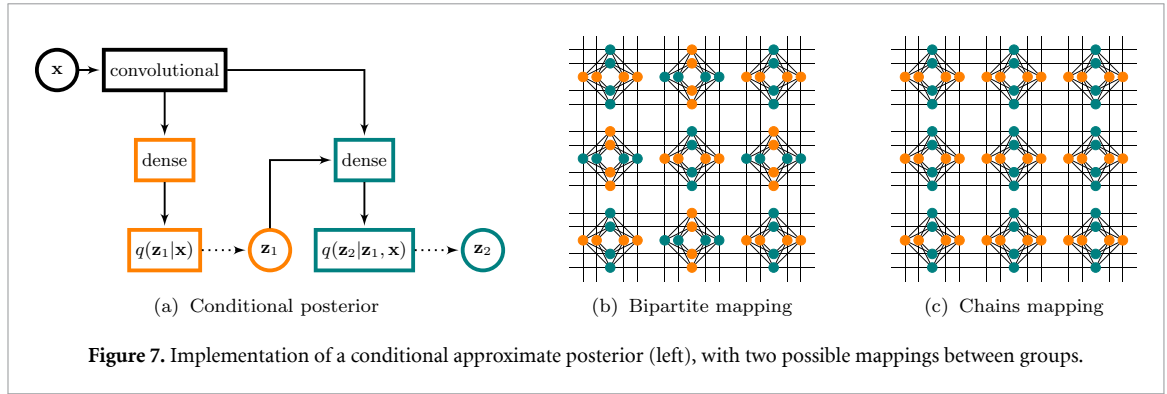 x
convolutional
dense
dense
q(z₁|x)
z₁
q(z₂|z₁, x)
z₂
(a) Conditional posterior
(b) Bipartite mapping
(c) Chains mapping
Figure 7. Implementation of a conditional approximate posterior (left), with two possible mappings between groups.